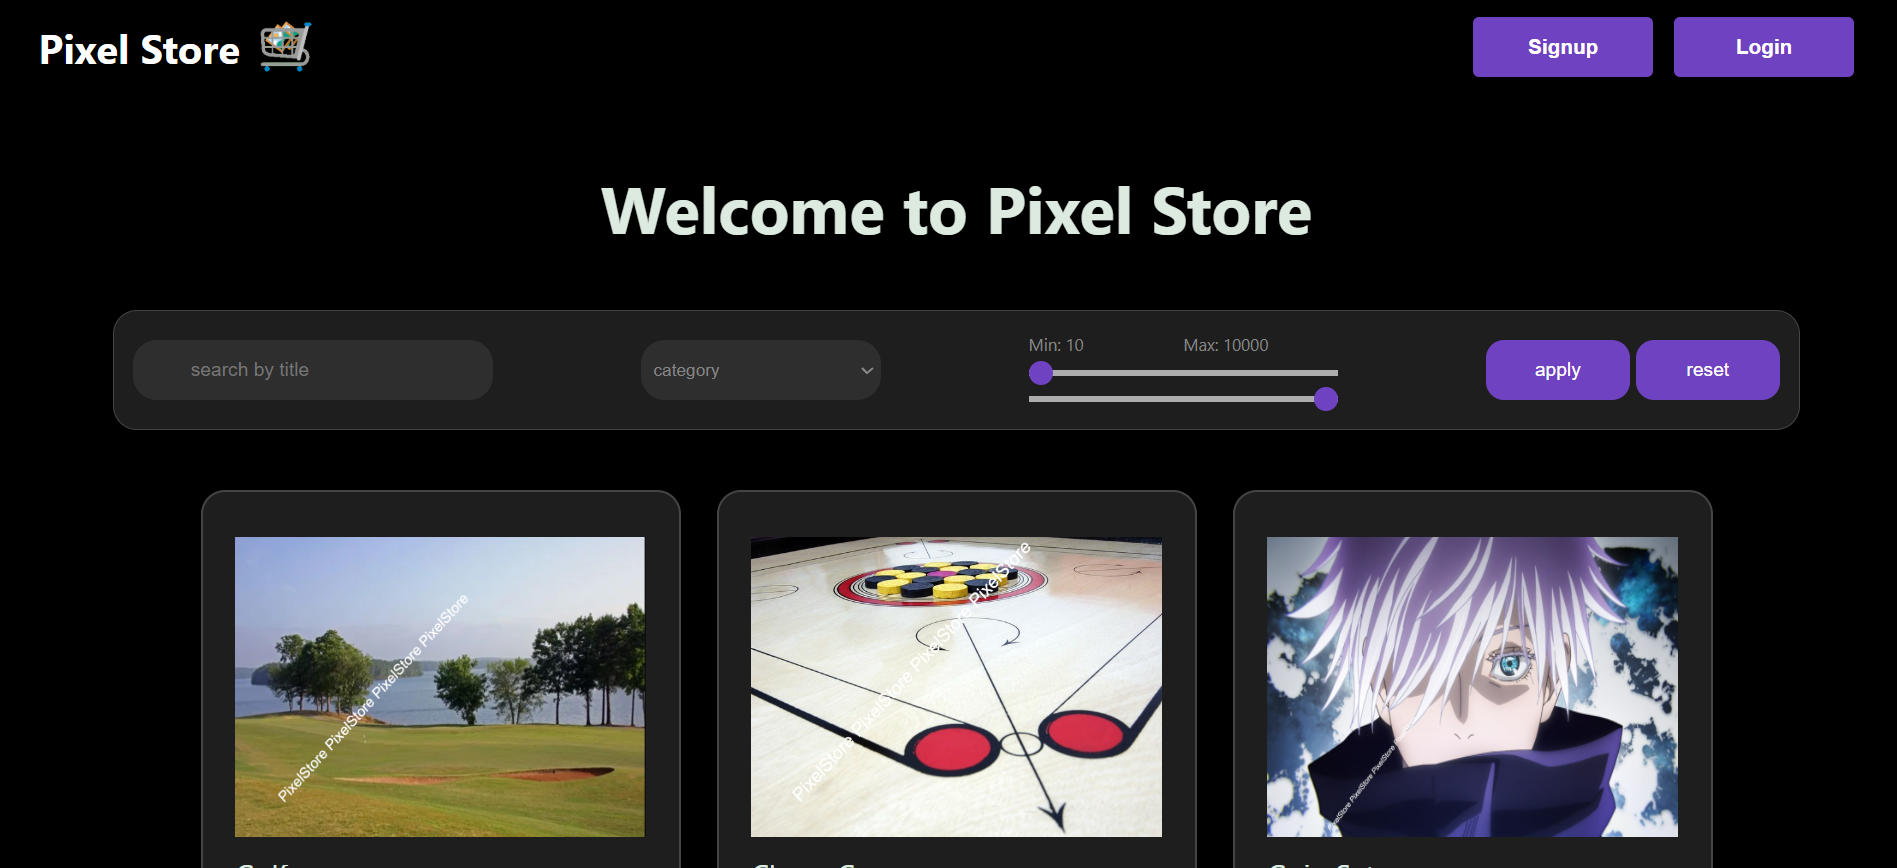 Pixel Store
Signup
Login
Welcome to Pixel Store
search by title
category
Min: 10
Max: 10000
apply
reset
PixelStore PixelStore PixelStore PixelStore
PixelStore PixelStore PixelStore PixelStore
PixelStore PixelStore